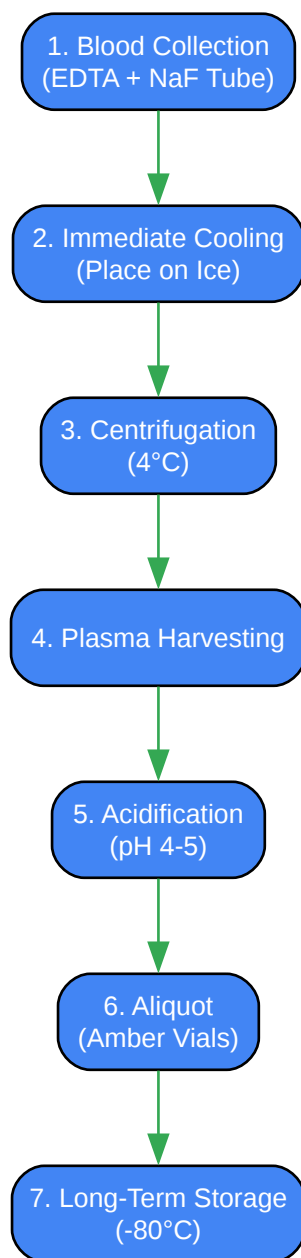 1. Blood Collection
(EDTA + NaF Tube)
2. Immediate Cooling
(Place on Ice)
3. Centrifugation
(4°C)
4. Plasma Harvesting
5. Acidification
(pH 4-5)
6. Aliquot
(Amber Vials)
7. Long-Term Storage
(-80°C)